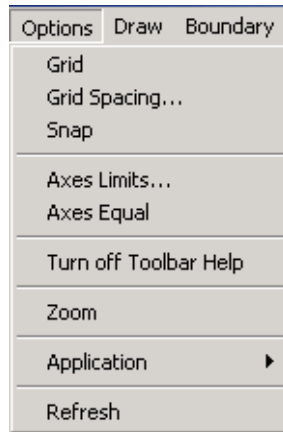 Options Draw Boundary
Grid
Grid Spacing...
Snap
Axes Limits...
Axes Equal
Turn off Toolbar Help
Zoom
Application
Refresh